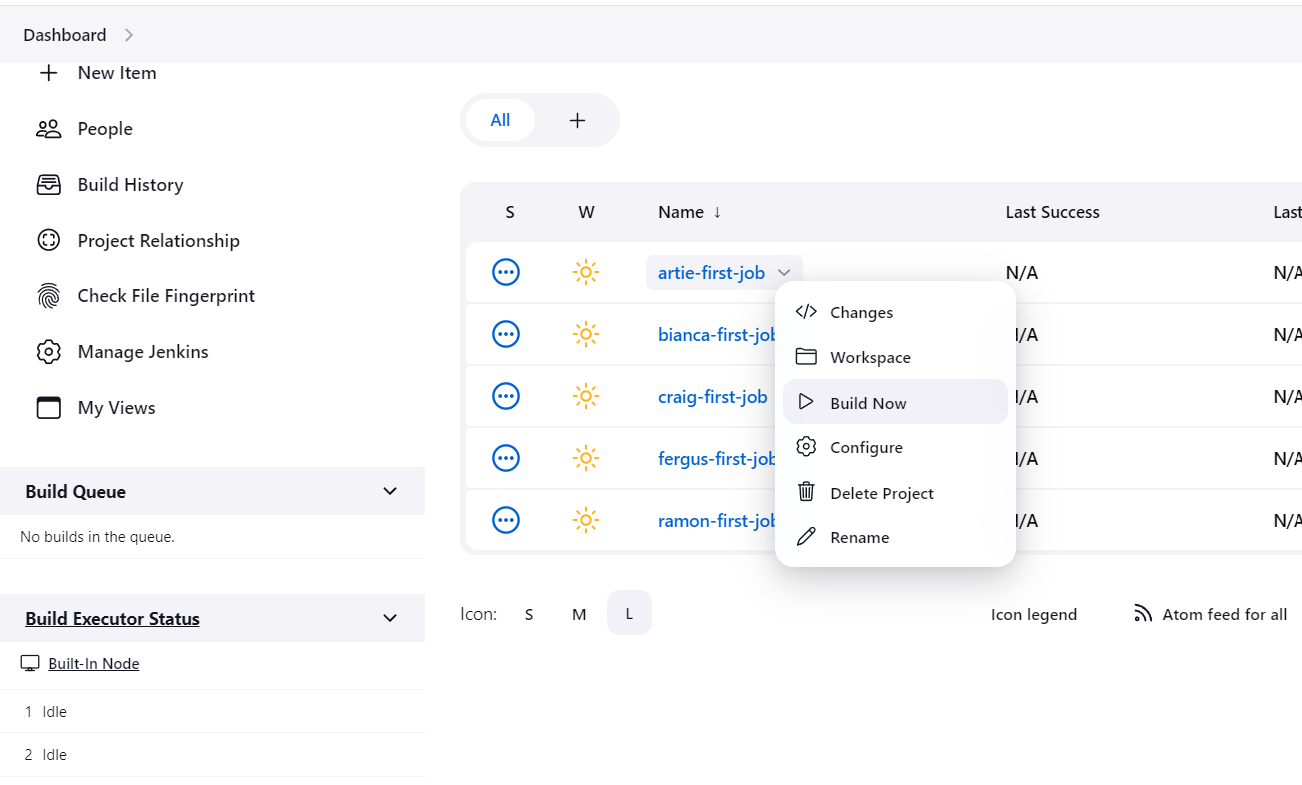 Dashboard
New Item
People
Build History
Project Relationship
Check File Fingerprint
Manage Jenkins
My Views
Build Queue
No builds in the queue.
Build Executor Status
Built-In Node
1 Idle
2 Idle
All +
S W Name ↓ Last Success Last
artie-first-job N/A N/A
bianca-first-job /A N/A
craig-first-job /A N/A
fergus-first-job /A N/A
ramon-first-job /A N/A
Changes
Workspace
Build Now
Configure
Delete Project
Rename
Icon: S M L
Icon legend
Atom feed for all